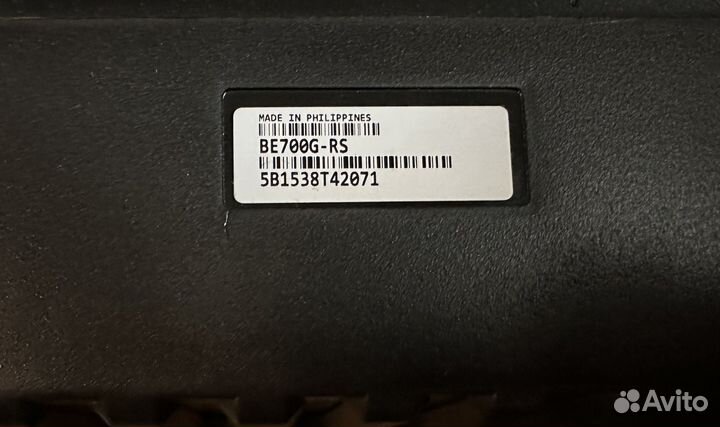 MADE IN PHILIPPINES
BE700G-RS
5B1538T42071
Avito